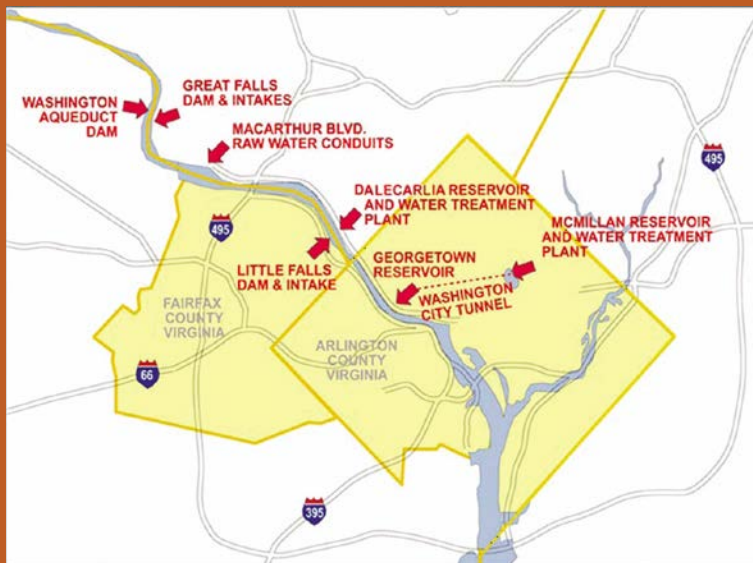 WASHINGTON
AQUEDUCT
DAM
GREAT FALLS
DAM & INTAKES
MACARTHUR BLVD.
RAW WATER CONDUITS
495
DALECARLIA RESERVOIR
AND WATER TREATMENT
PLANT
MCMILLAN RESERVOIR
AND WATER TREATMENT
PLANT
495
LITTLE FALLS
DAM & INTAKE
GEORGETOWN
RESERVOIR
WASHINGTON
CITY TUNNEL
FAIRFAX
COUNTY
VIRGINIA
ARLINGTON
COUNTY
VIRGINIA
66
395